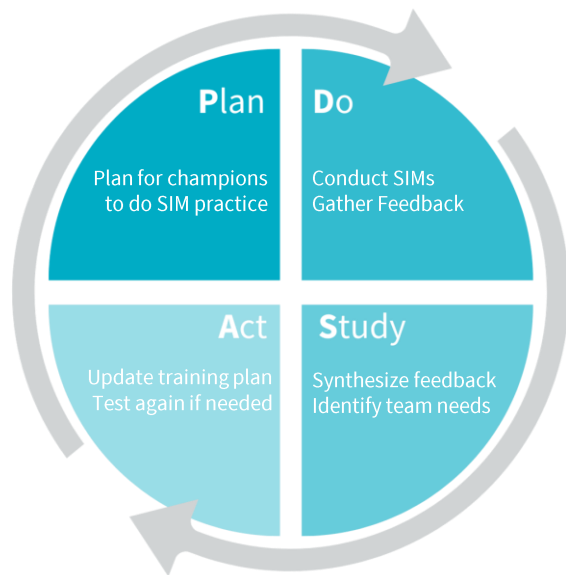 Plan
Plan for champions
to do SIM practice
Do
Conduct SIMs
Gather Feedback
Act
Update training plan
Test again if needed
Study
Synthesize feedback
Identify team needs